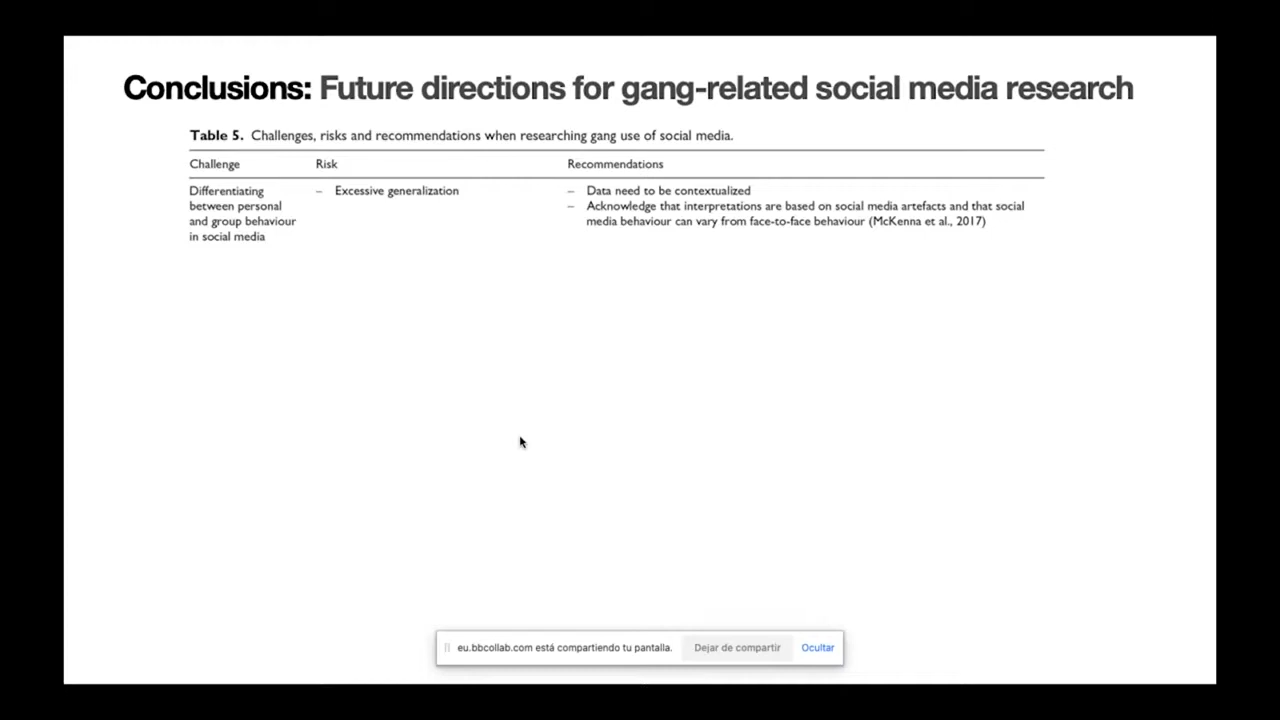 Conclusions: Future directions for gang-related social media research
Table 5. Challenges, risks and recommendations when researching gang use of social media.
Challenge Risk Recommendations
Differentiating – Excessive generalization – Data need to be contextualized
between personal – Acknowledge that interpretations are based on social media artefacts and that social
and group behaviour media behaviour can vary from face-to-face behaviour (McKenna et al., 2017)
in social media
eu.bbcollab.com está compartiendo tu pantalla. Dejar de compartir Ocultar